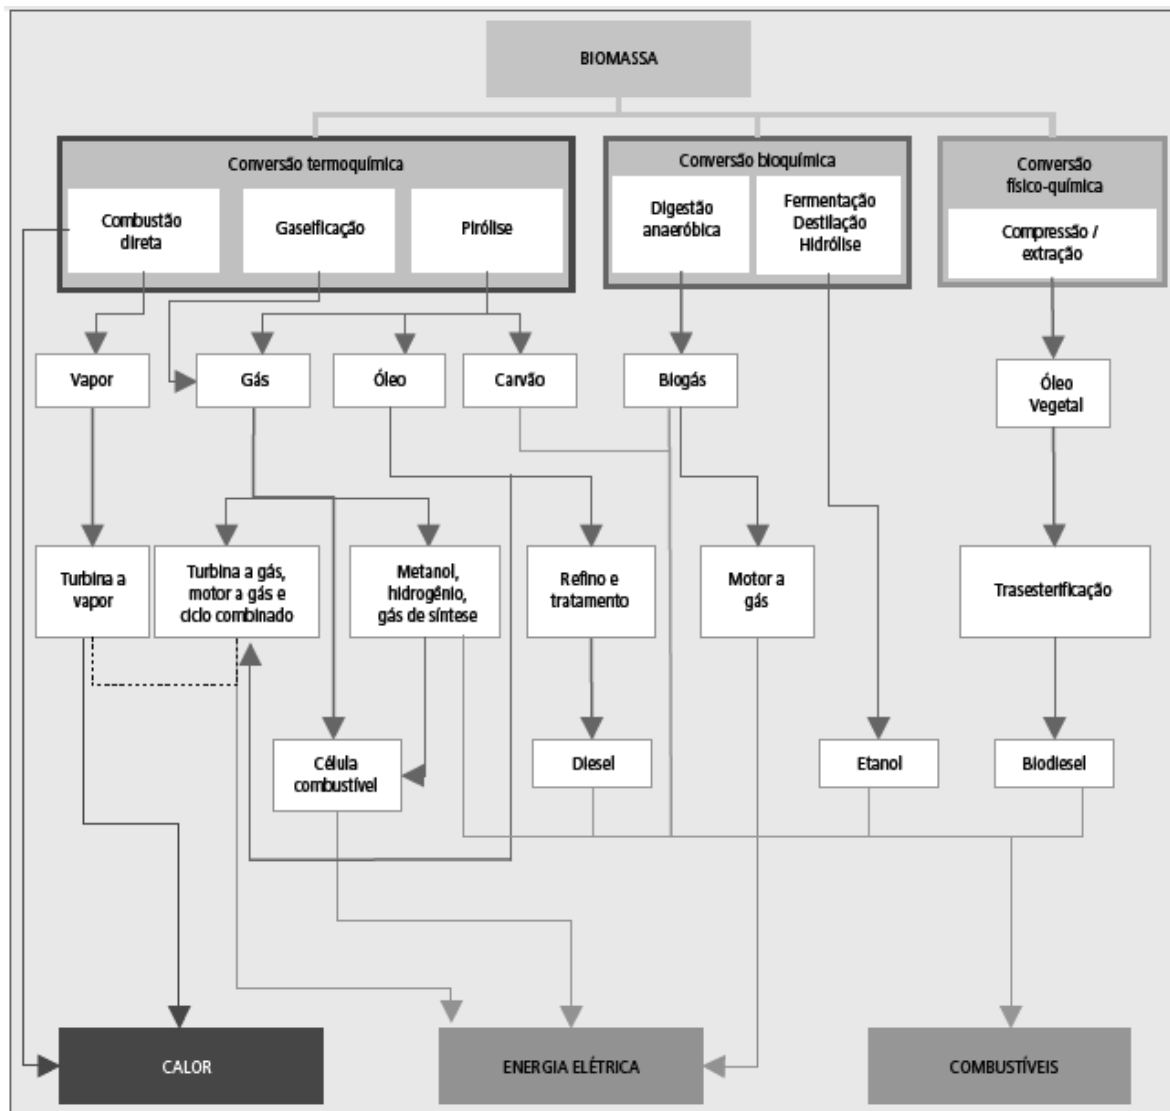 BIOMASSA
Conversão termoquímica
Combustão
direta
Gaseificação
Pirólise
Conversão bioquímica
Digestão
anaeróbica
Fermentação
Destilação
Hidrólise
Conversão
físico-química
Compressão /
extração
Vapor
Gás
Óleo
Carvão
Biogás
Óleo
Vegetal
Turbina a
vapor
Turbina a gás,
motor a gás e
ciclo combinado
Metanol,
hidrogênio,
gás de síntese
Refino e
tratamento
Motor a
gás
Trasesterificação
Célula
combustível
Diesel
Etanol
Biodiesel
CALOR
ENERGIA ELÉTRICA
COMBUSTÍVEIS